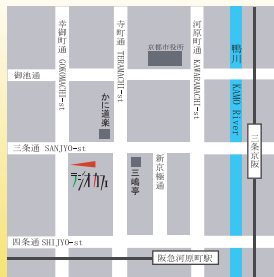 幸御町通 GOKOMACHI-st
寺町通 TERAMACHI-st
河原町通 KAWARAMACHI-st
鴨川 KAMO River
京都市役所
御池通
かに道楽
三条京阪
三条通 SANJYO-st
ラジオカフェ
三嶋亭
新京極通
四条通 SHIJYO-st
阪急河原町駅